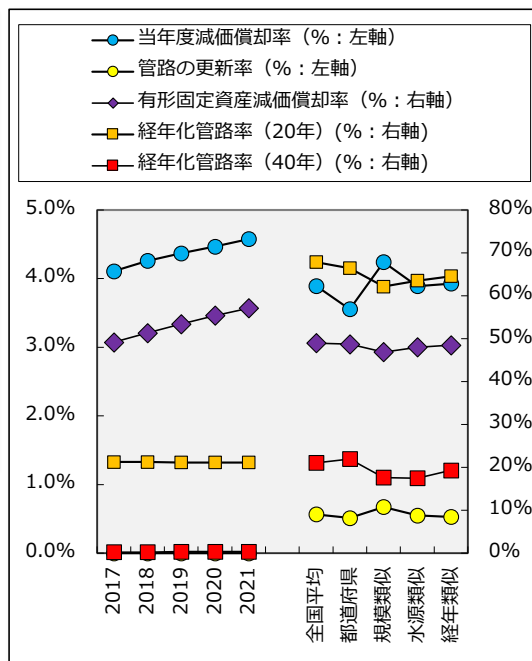 当年度減価償却率（%：左軸）
管路の更新率（%：左軸）
有形固定資産減価償却率（%：右軸）
経年化管路率（20年）(%：右軸)
経年化管路率（40年）(%：右軸)
5.0%
4.0%
3.0%
2.0%
1.0%
0.0%
80%
70%
60%
50%
40%
30%
20%
10%
0%
2017
2018
2019
2020
2021
全国平均
都道府県
規模類似
水源類似
経年類似